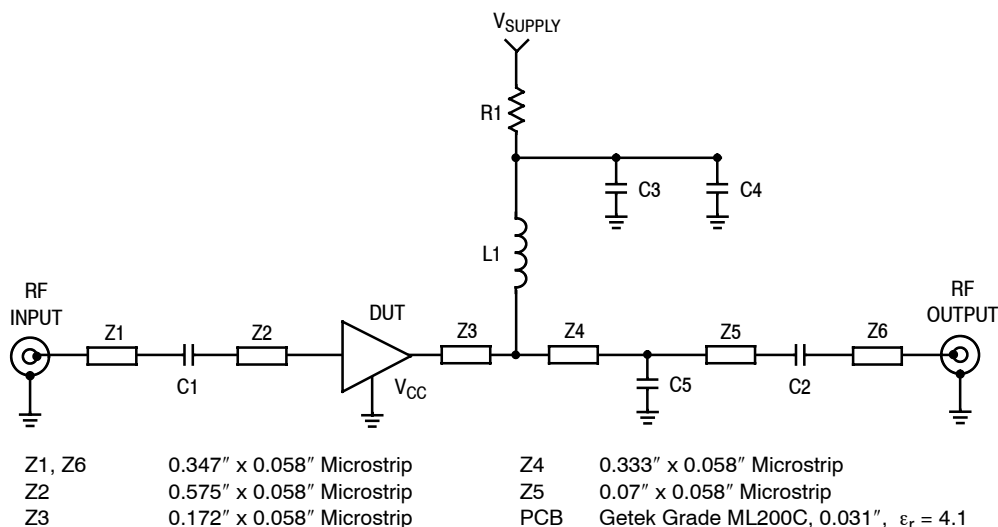 VSUPPLY
R1
C3
C4
L1
RF
INPUT
RF
OUTPUT
DUT
Z1
Z2
Z3
Z4
Z5
Z6
C1
VCC
C5
C2
Z1, Z6 0.347″ x 0.058″ Microstrip
Z2 0.575″ x 0.058″ Microstrip
Z3 0.172″ x 0.058″ Microstrip
Z4 0.333″ x 0.058″ Microstrip
Z5 0.07″ x 0.058″ Microstrip
PCB Getek Grade ML200C, 0.031″, εr = 4.1